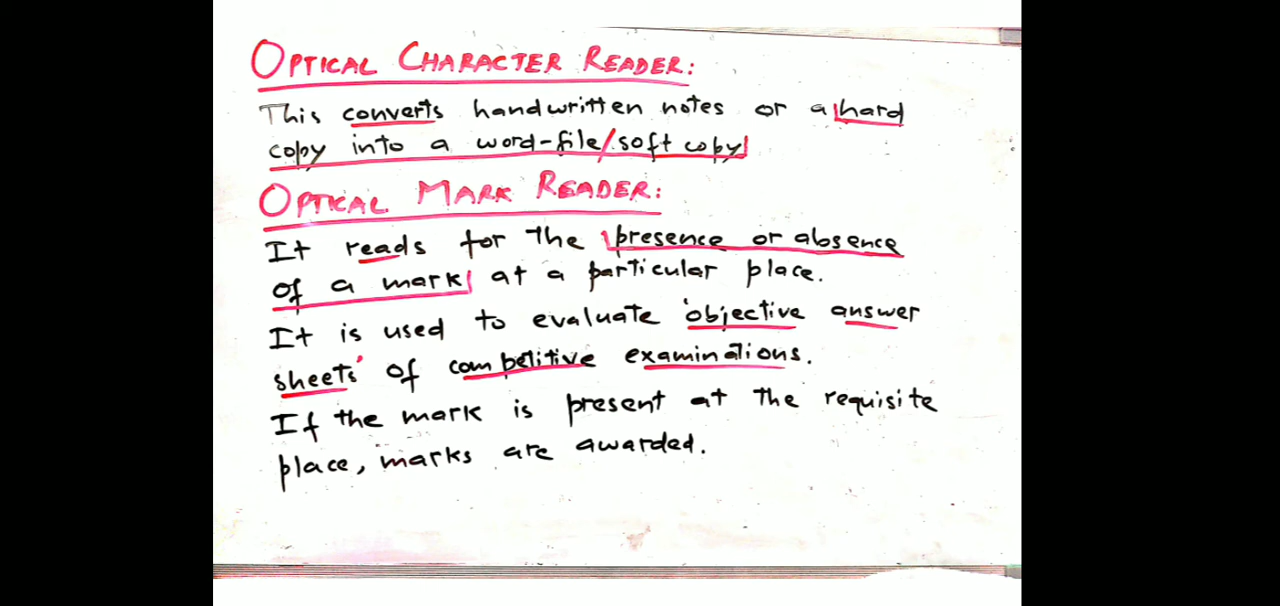 OPTICAL CHARACTER READER:
This converts handwritten notes or a hard
copy into a word-file/soft copy
OPTICAL MARK READER:
It reads for the presence or absence
of a mark at a particular place.
It is used to evaluate 'objective answer
sheets' of competitive examinations.
If the mark is present at the requisite
place, marks are awarded.